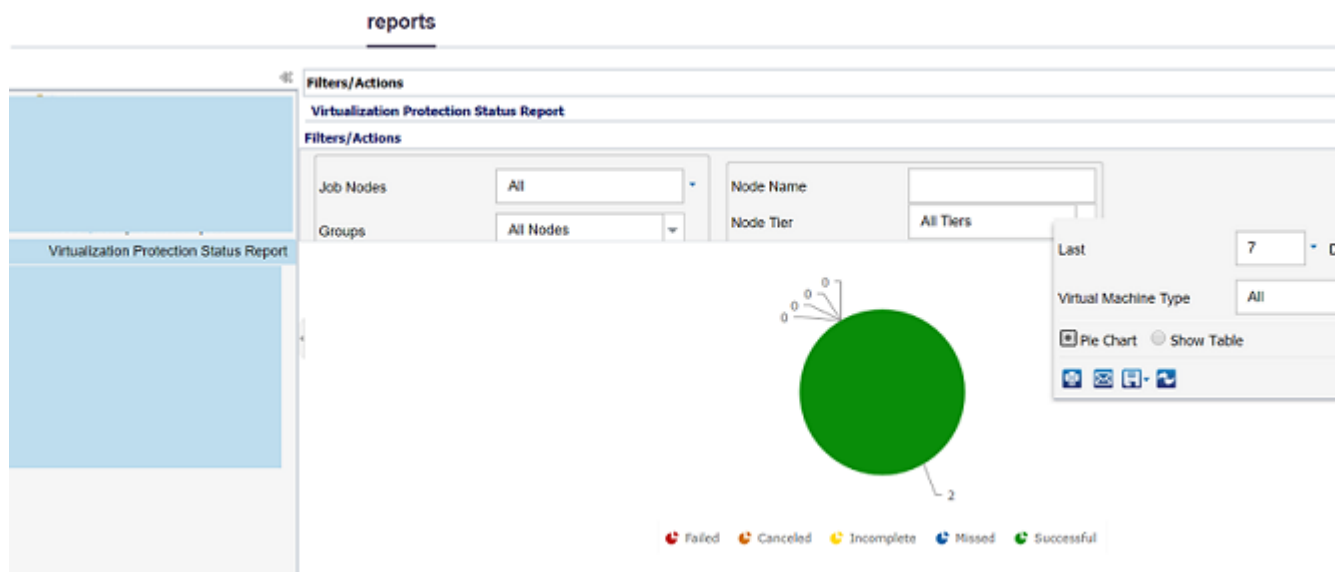 reports
Filters/Actions
Virtualization Protection Status Report
Filters/Actions
Job Nodes All
Node Name
Groups All Nodes
Node Tier All Tiers
Virtualization Protection Status Report
Last 7 D
Virtual Machine Type All
Pie Chart Show Table
0
0
0
0
2
Failed Canceled Incomplete Missed Successful